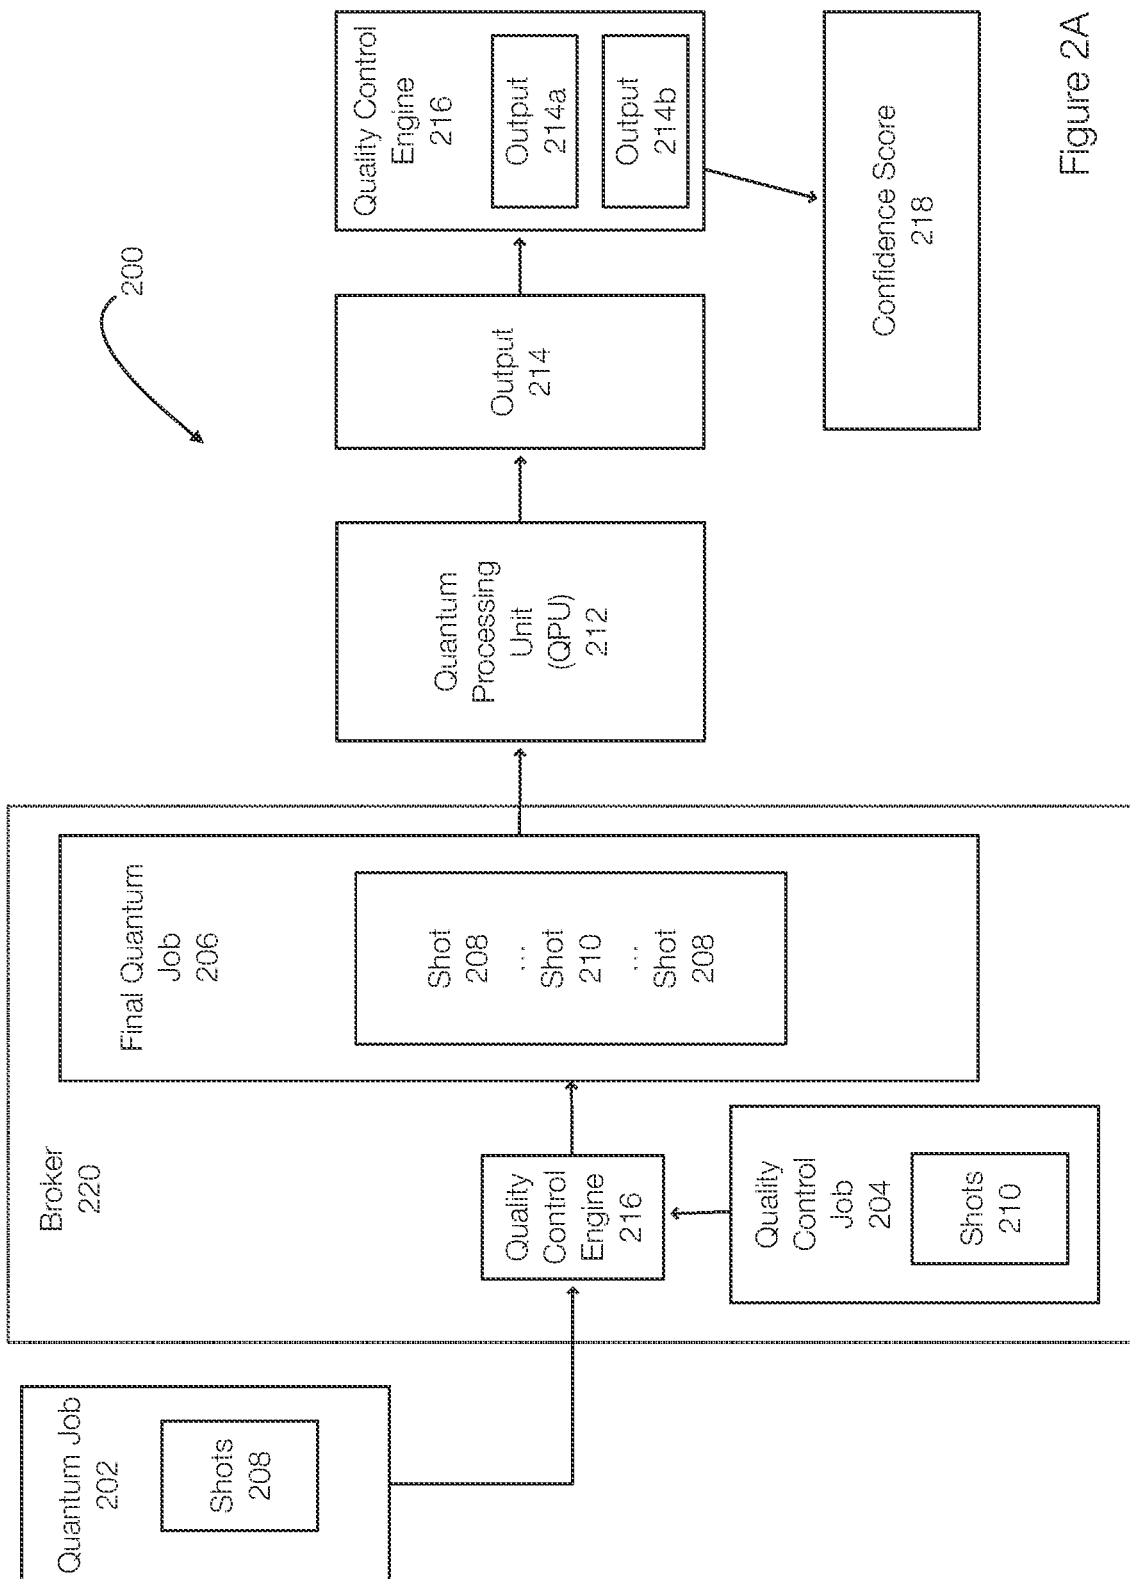 Quantum Job
202
Shots
208
Broker
220
Quality
Control
Engine
216
Quality
Control
Job
204
Shots
210
Final Quantum
Job
206
Shot
208
...
Shot
210
...
Shot
208
Quantum
Processing
Unit
(QPU)
212
Output
214
200
Quality Control
Engine
216
Output
214a
Output
214b
Confidence Score
218
Figure 2A